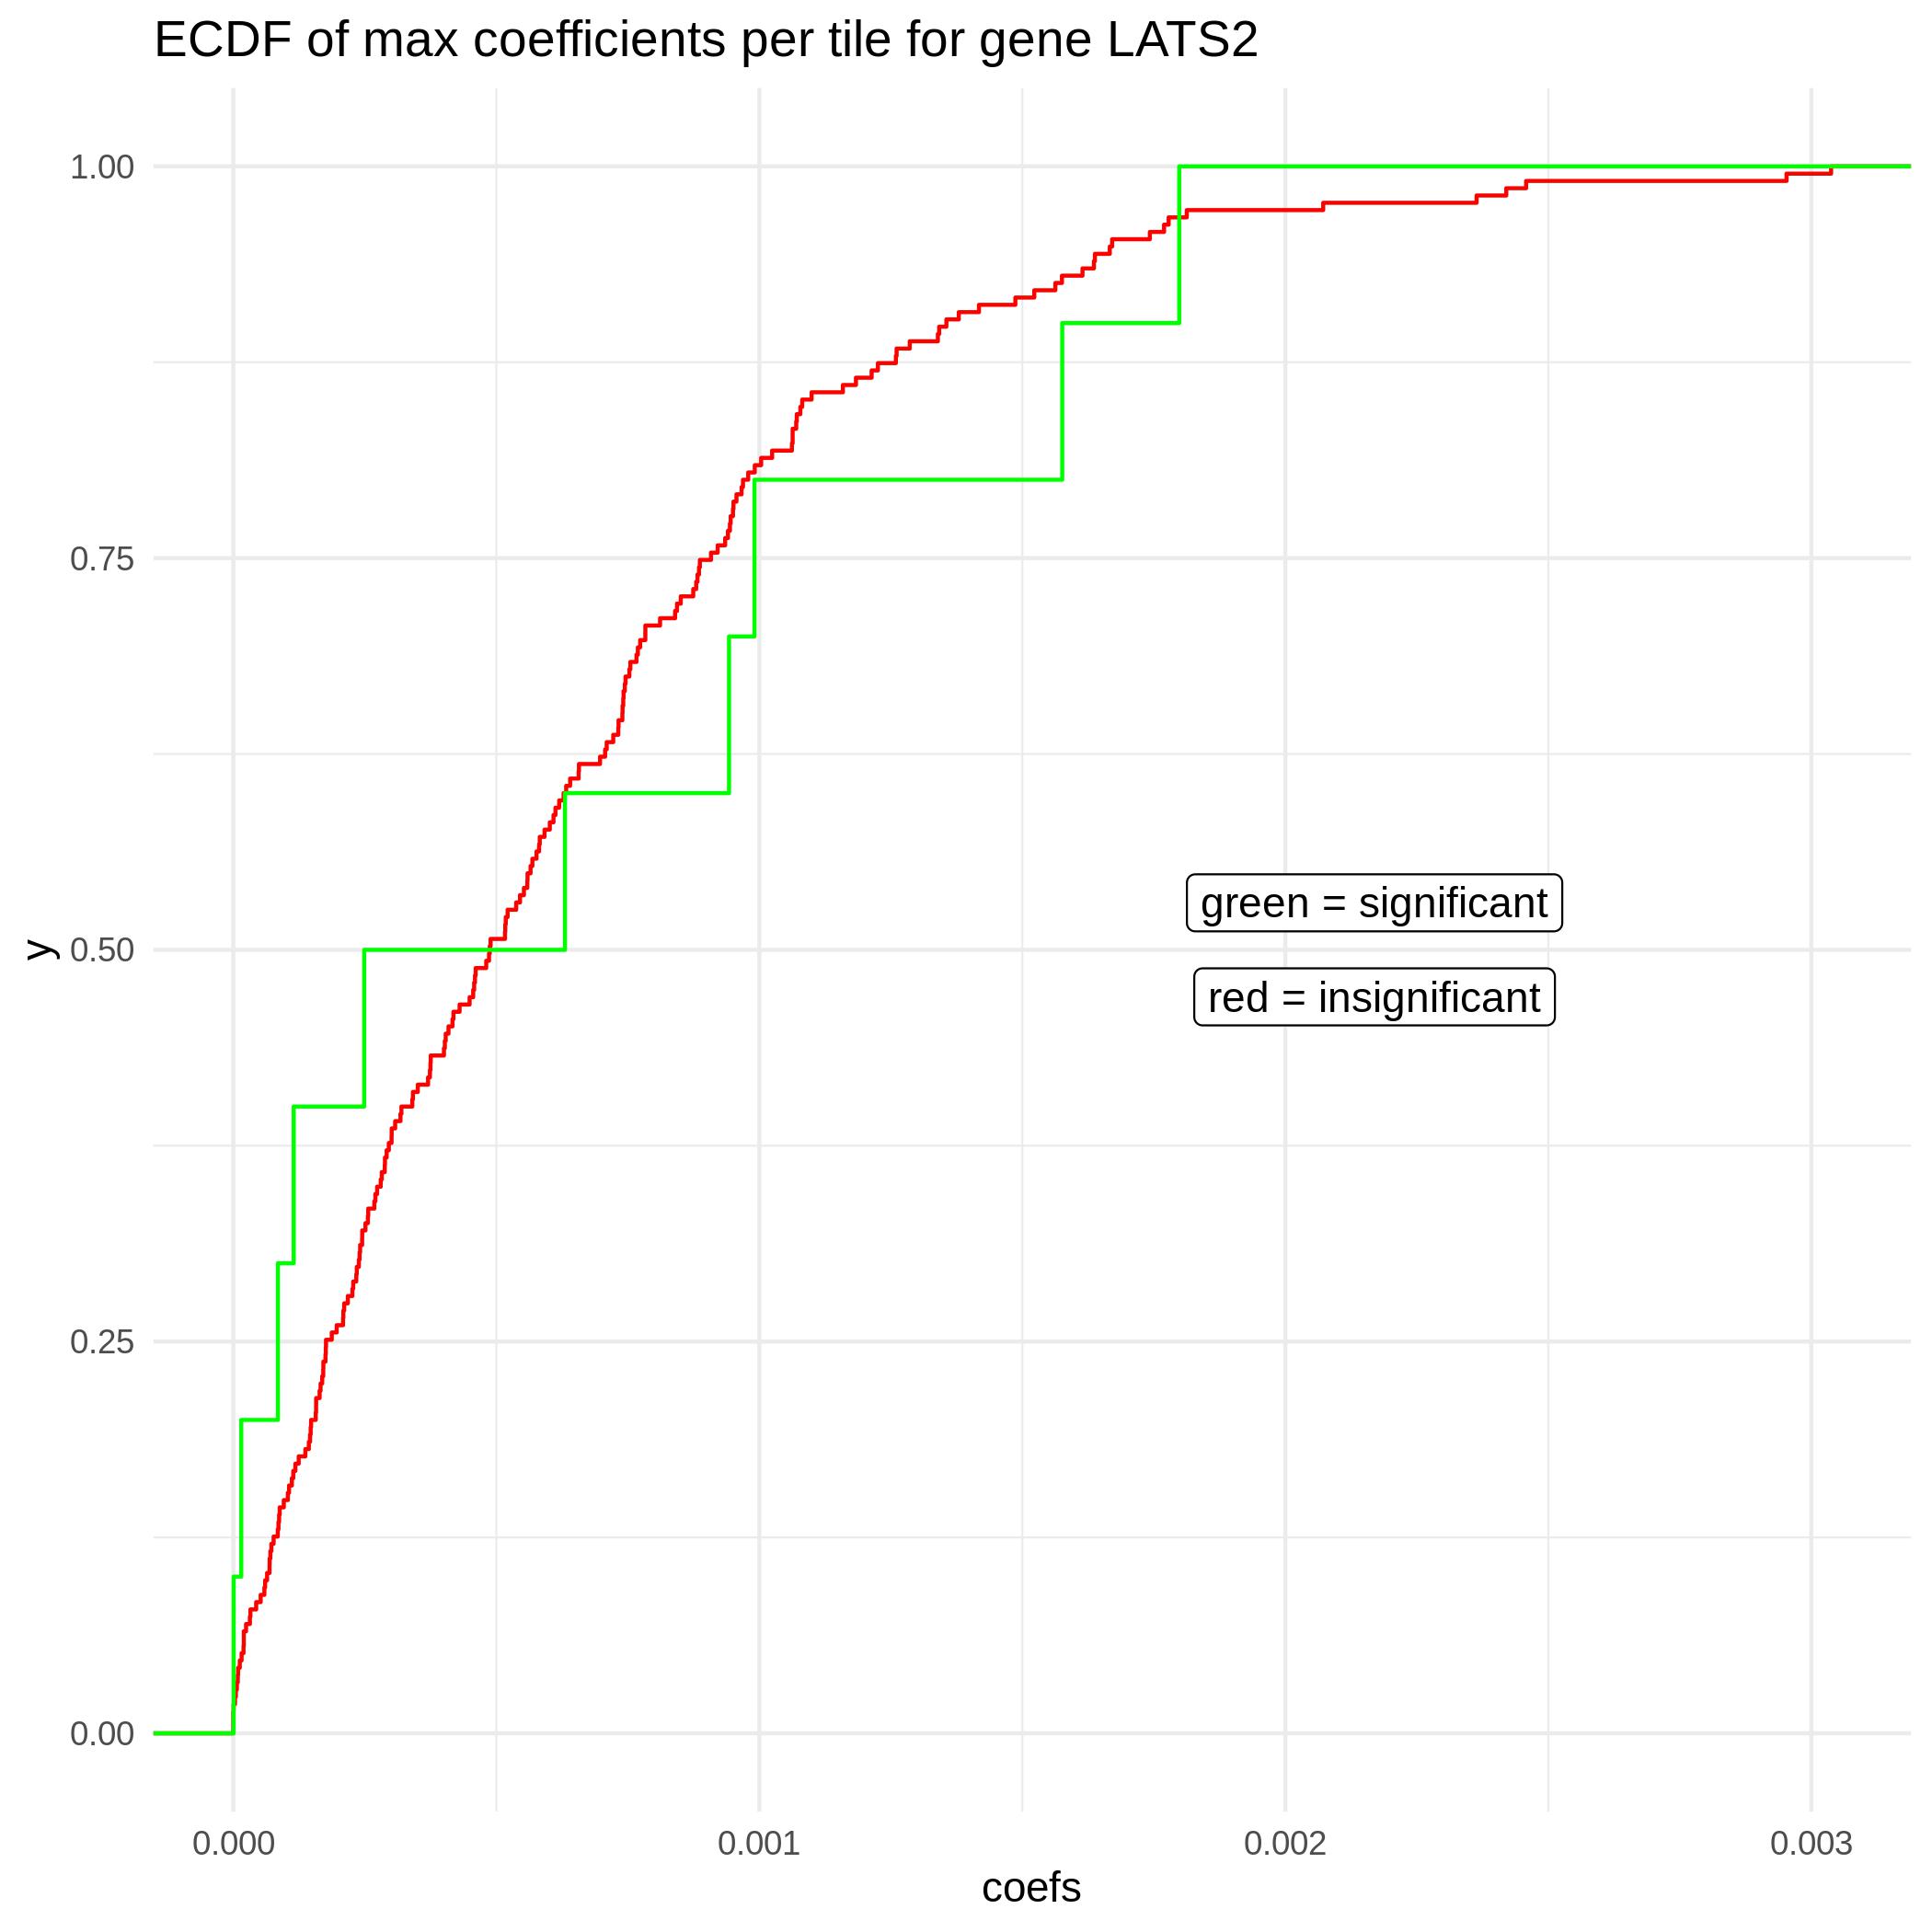 ECDF of max coefficients per tile for gene LATS2
1.00
0.75
0.50
0.25
0.00
y
green = significant
red = insignificant
0.000 0.001 0.002 0.003
coefs